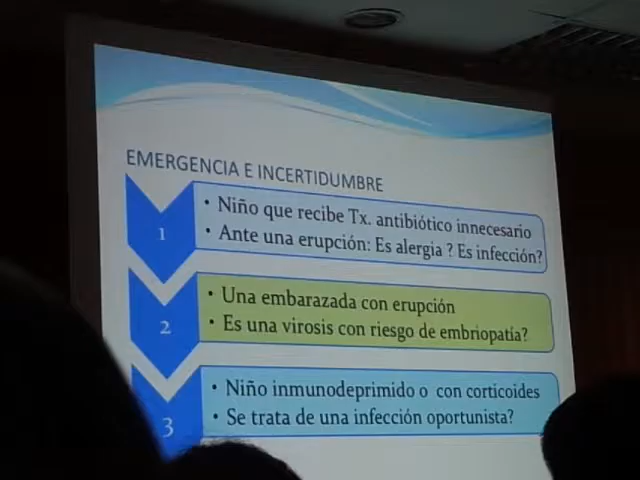 EMERGENCIA E INCERTIDUMBRE
1
• Niño que recibe Tx. antibiótico innecesario
• Ante una erupción: Es alergia ? Es infección?
2
• Una embarazada con erupción
• Es una virosis con riesgo de embriopatía?
3
• Niño inmunodeprimido o con corticoides
• Se trata de una infección oportunista?